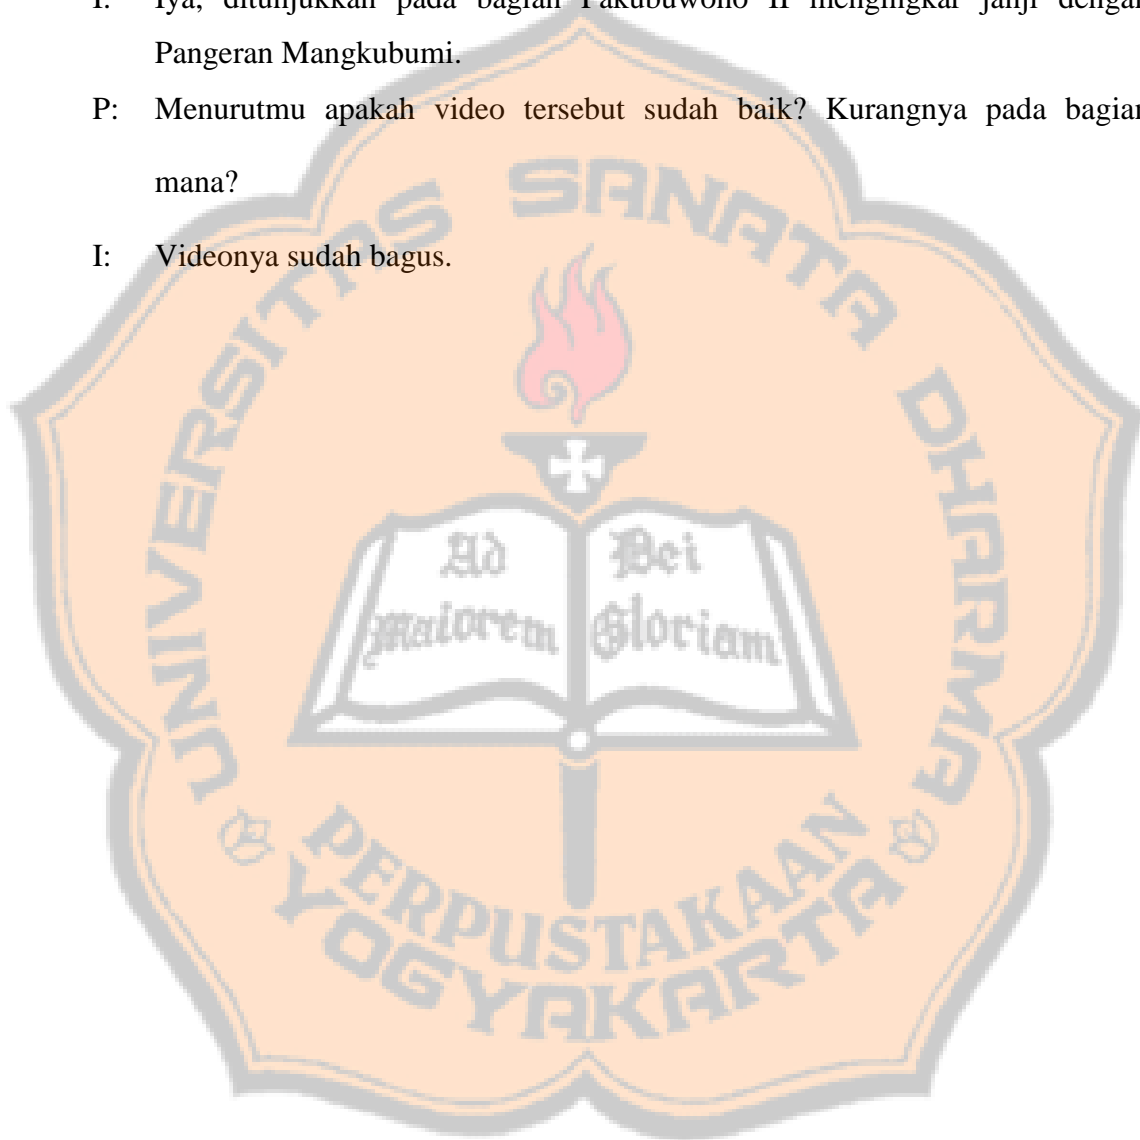 I: Iya, ditunjukkan pada bagian Pakubuwono II mengingkar janji dengan
Pangeran Mangkubumi.
P: Menurutmu apakah video tersebut sudah baik? Kurangnya pada bagian
mana?
I: Videonya sudah bagus.
UNIVERSITAS SANATA DHARMA
Ad Dei
Maiorem Gloriam
PERPUSTAKAAN
YOGYAKARTA